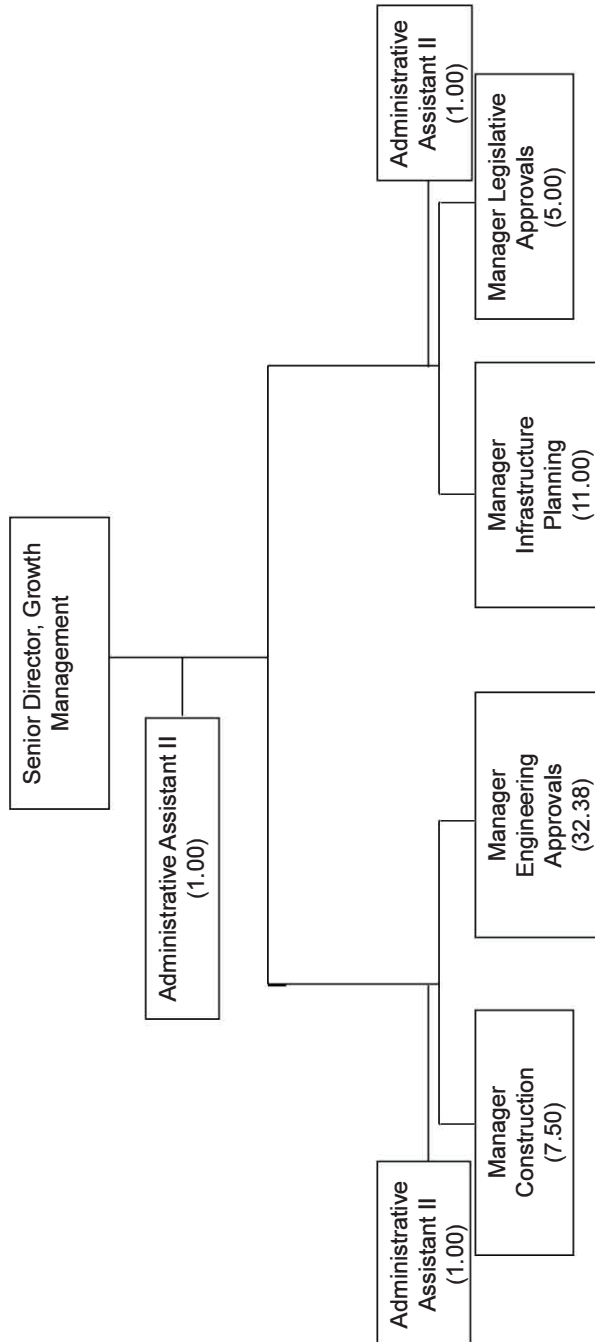 Senior Director, Growth
Management
Administrative Assistant II
(1.00)
Administrative
Assistant II
(1.00)
Administrative
Assistant II
(1.00)
Manager
Construction
(7.50)
Manager
Engineering
Approvals
(32.38)
Manager
Infrastructure
Planning
(11.00)
Manager Legislative
Approvals
(5.00)